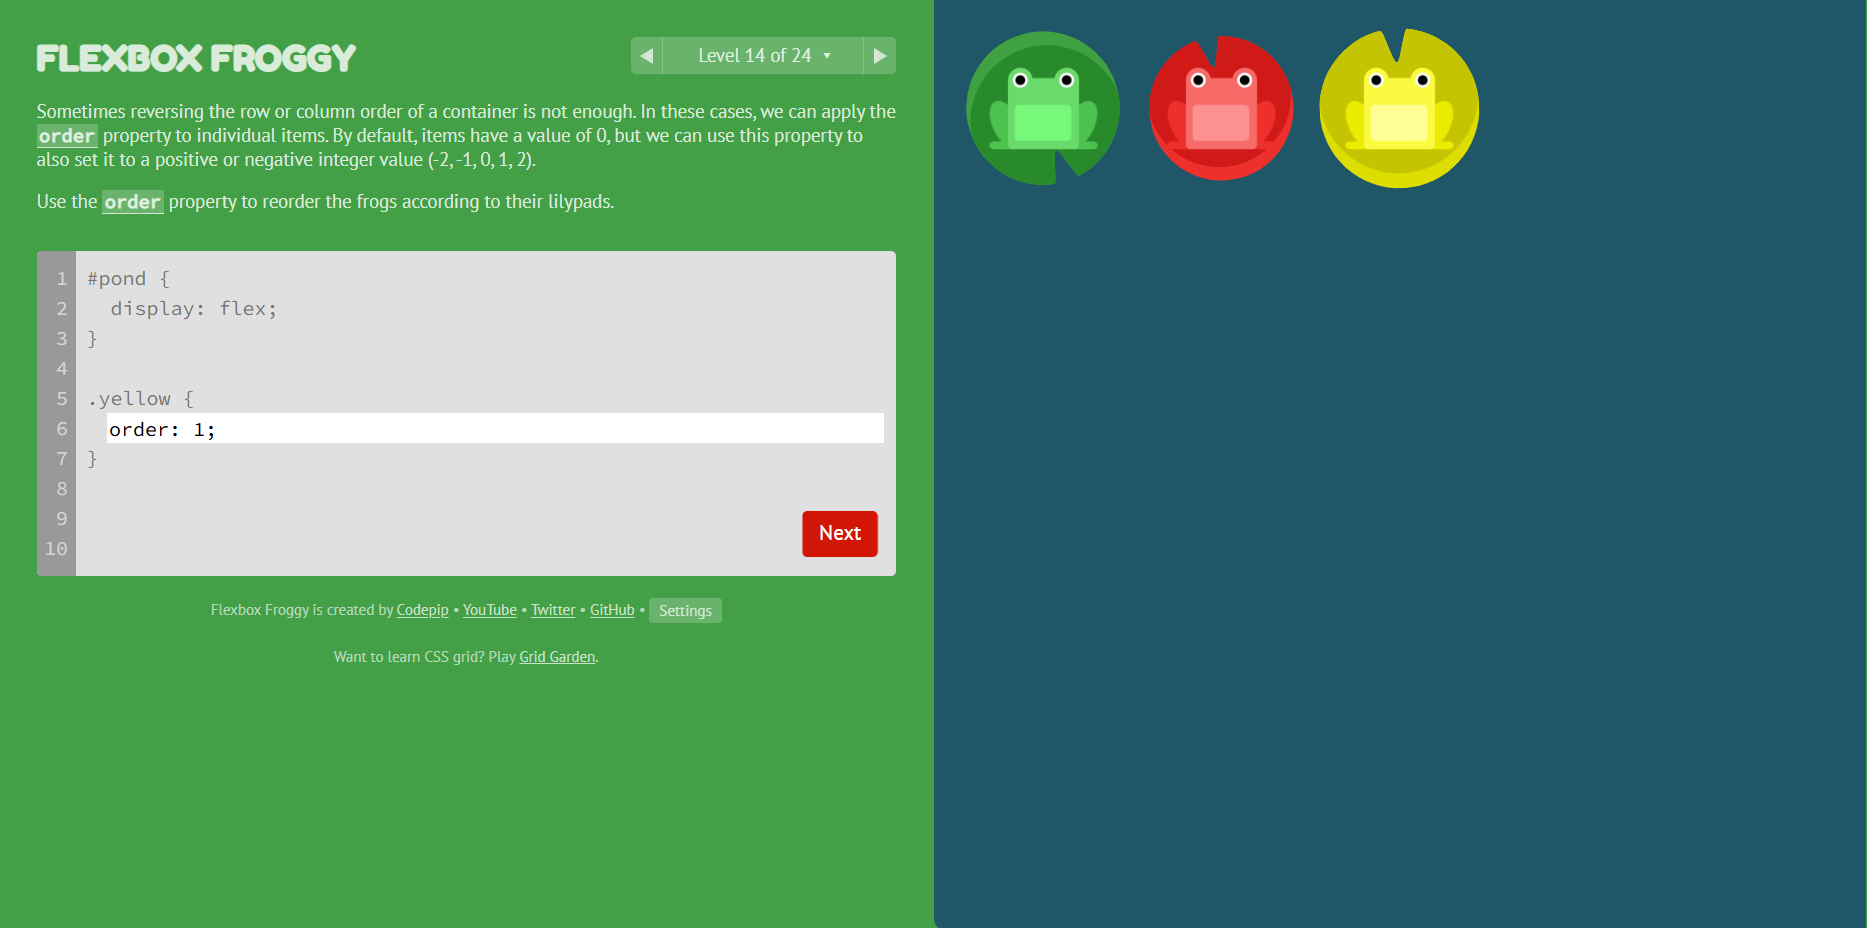 FLEXBOX FROGGY
◀ Level 14 of 24 ▼ ▶
Sometimes reversing the row or column order of a container is not enough. In these cases, we can apply the
order property to individual items. By default, items have a value of 0, but we can use this property to
also set it to a positive or negative integer value (-2, -1, 0, 1, 2).
Use the order property to reorder the frogs according to their lilypads.
1 #pond {
2   display: flex;
3 }
4
5 .yellow {
6   order: 1;
7 }
8
9
10
Next
Flexbox Froggy is created by Codepip • YouTube • Twitter • GitHub • Settings
Want to learn CSS grid? Play Grid Garden.